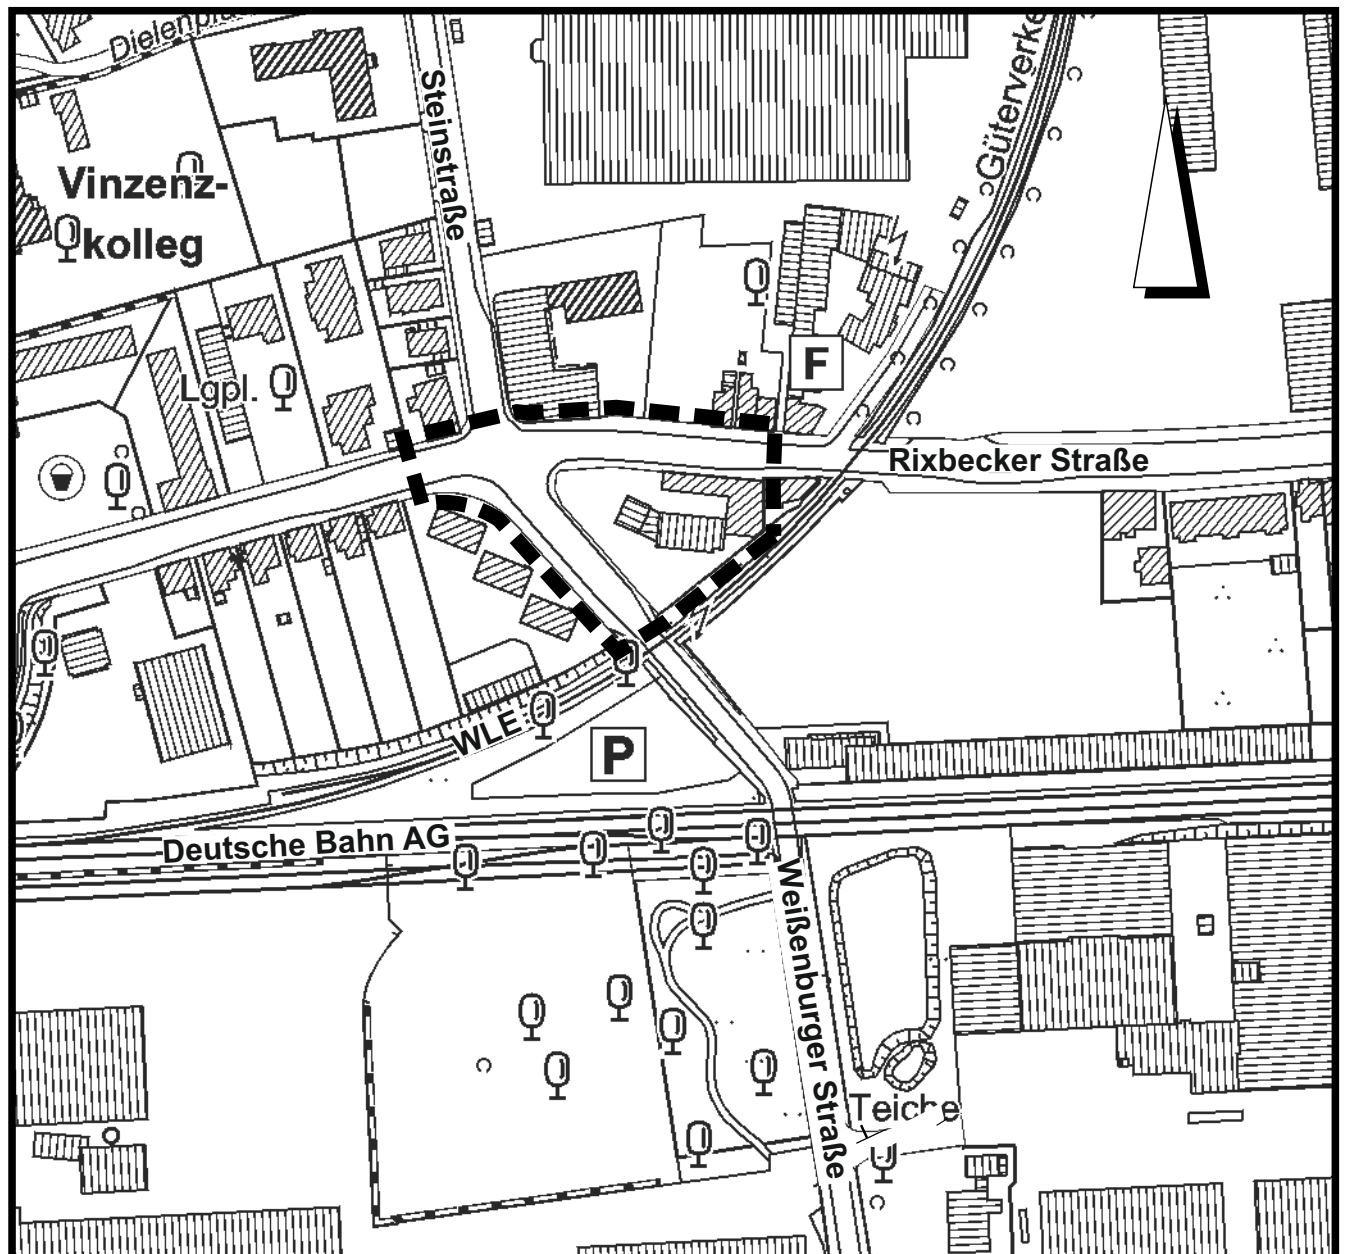 Steinstraße
Vinzenz-
kolleg
Lgpl.
F
Rixbecker Straße
WLE
P
Deutsche Bahn AG
Weißenburger Straße
Teiche